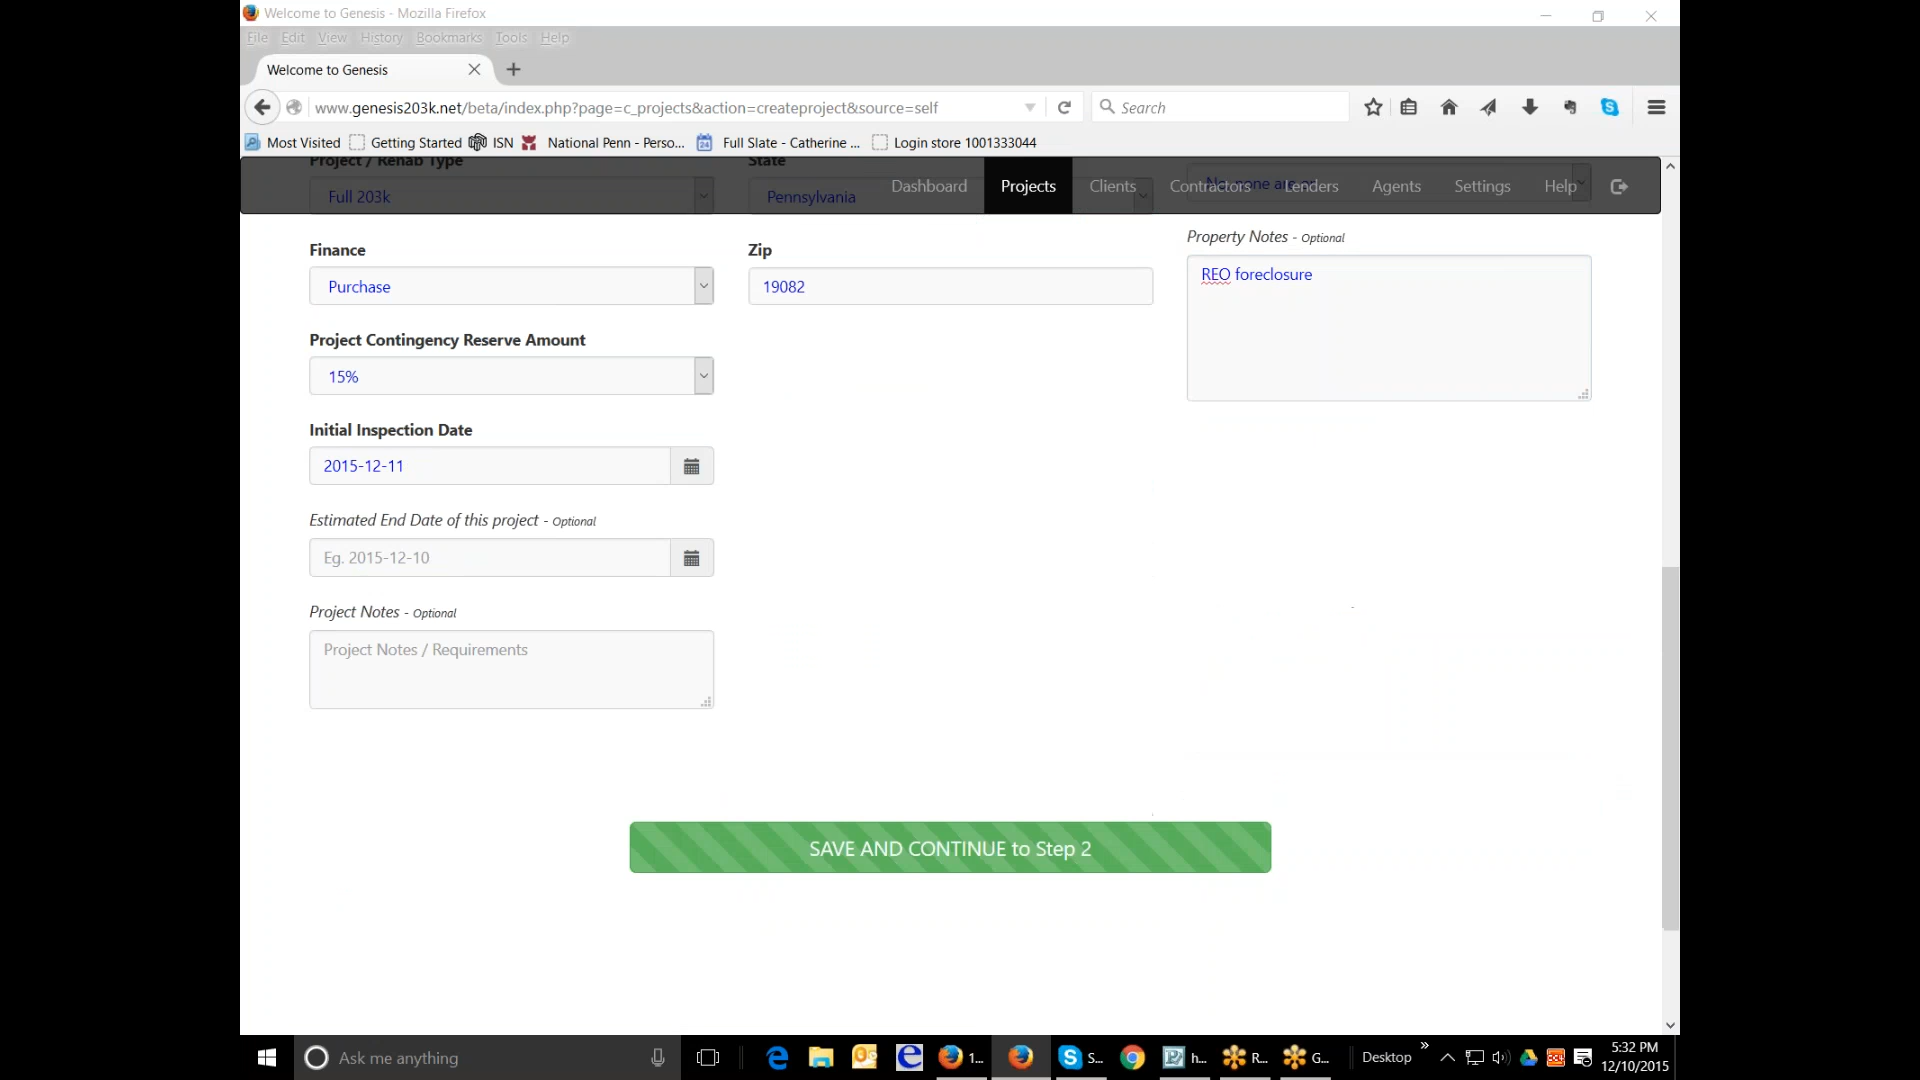 Welcome to Genesis - Mozilla Firefox
File Edit View History Bookmarks Tools Help
Welcome to Genesis
www.genesis203k.net/beta/index.php?page=c_projects&action=createproject&source=self
Search
Most Visited Getting Started ISN National Penn - Perso... Full Slate - Catherine ... Login store 1001333044
Project / Rehab Type
State
Dashboard Projects Clients Contractors Lenders Agents Settings Help
Full 203k
Pennsylvania
Finance
Purchase
Zip
19082
Property Notes - Optional
REO foreclosure
Project Contingency Reserve Amount
15%
Initial Inspection Date
2015-12-11
Estimated End Date of this project - Optional
Eg. 2015-12-10
Project Notes - Optional
Project Notes / Requirements
SAVE AND CONTINUE to Step 2
Ask me anything
1...
S...
h...
R...
G...
Desktop
5:32 PM
12/10/2015